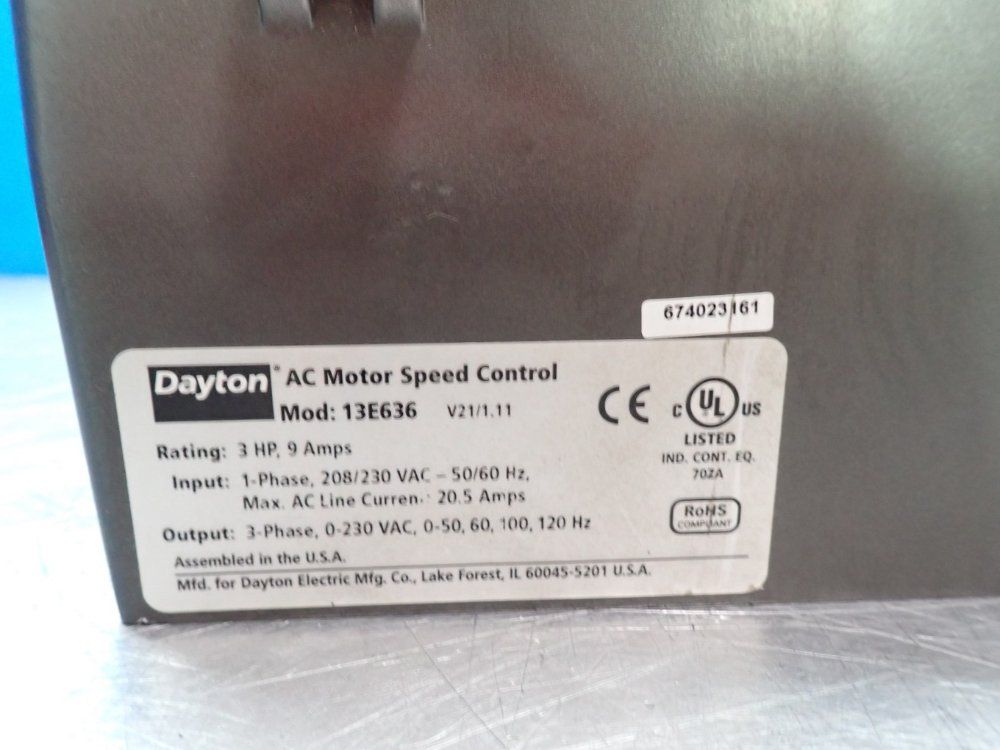 674023161
Dayton® AC Motor Speed Control
Mod: 13E636 V21/1.11
CE
C UL US
LISTED
IND. CONT. EQ.
70ZA
Rating: 3 HP, 9 Amps
Input: 1-Phase, 208/230 VAC – 50/60 Hz,
Max. AC Line Curren : 20.5 Amps
RoHS
COMPLIANT
Output: 3-Phase, 0-230 VAC, 0-50, 60, 100, 120 Hz
Assembled in the U.S.A.
Mfd. for Dayton Electric Mfg. Co., Lake Forest, IL 60045-5201 U.S.A.